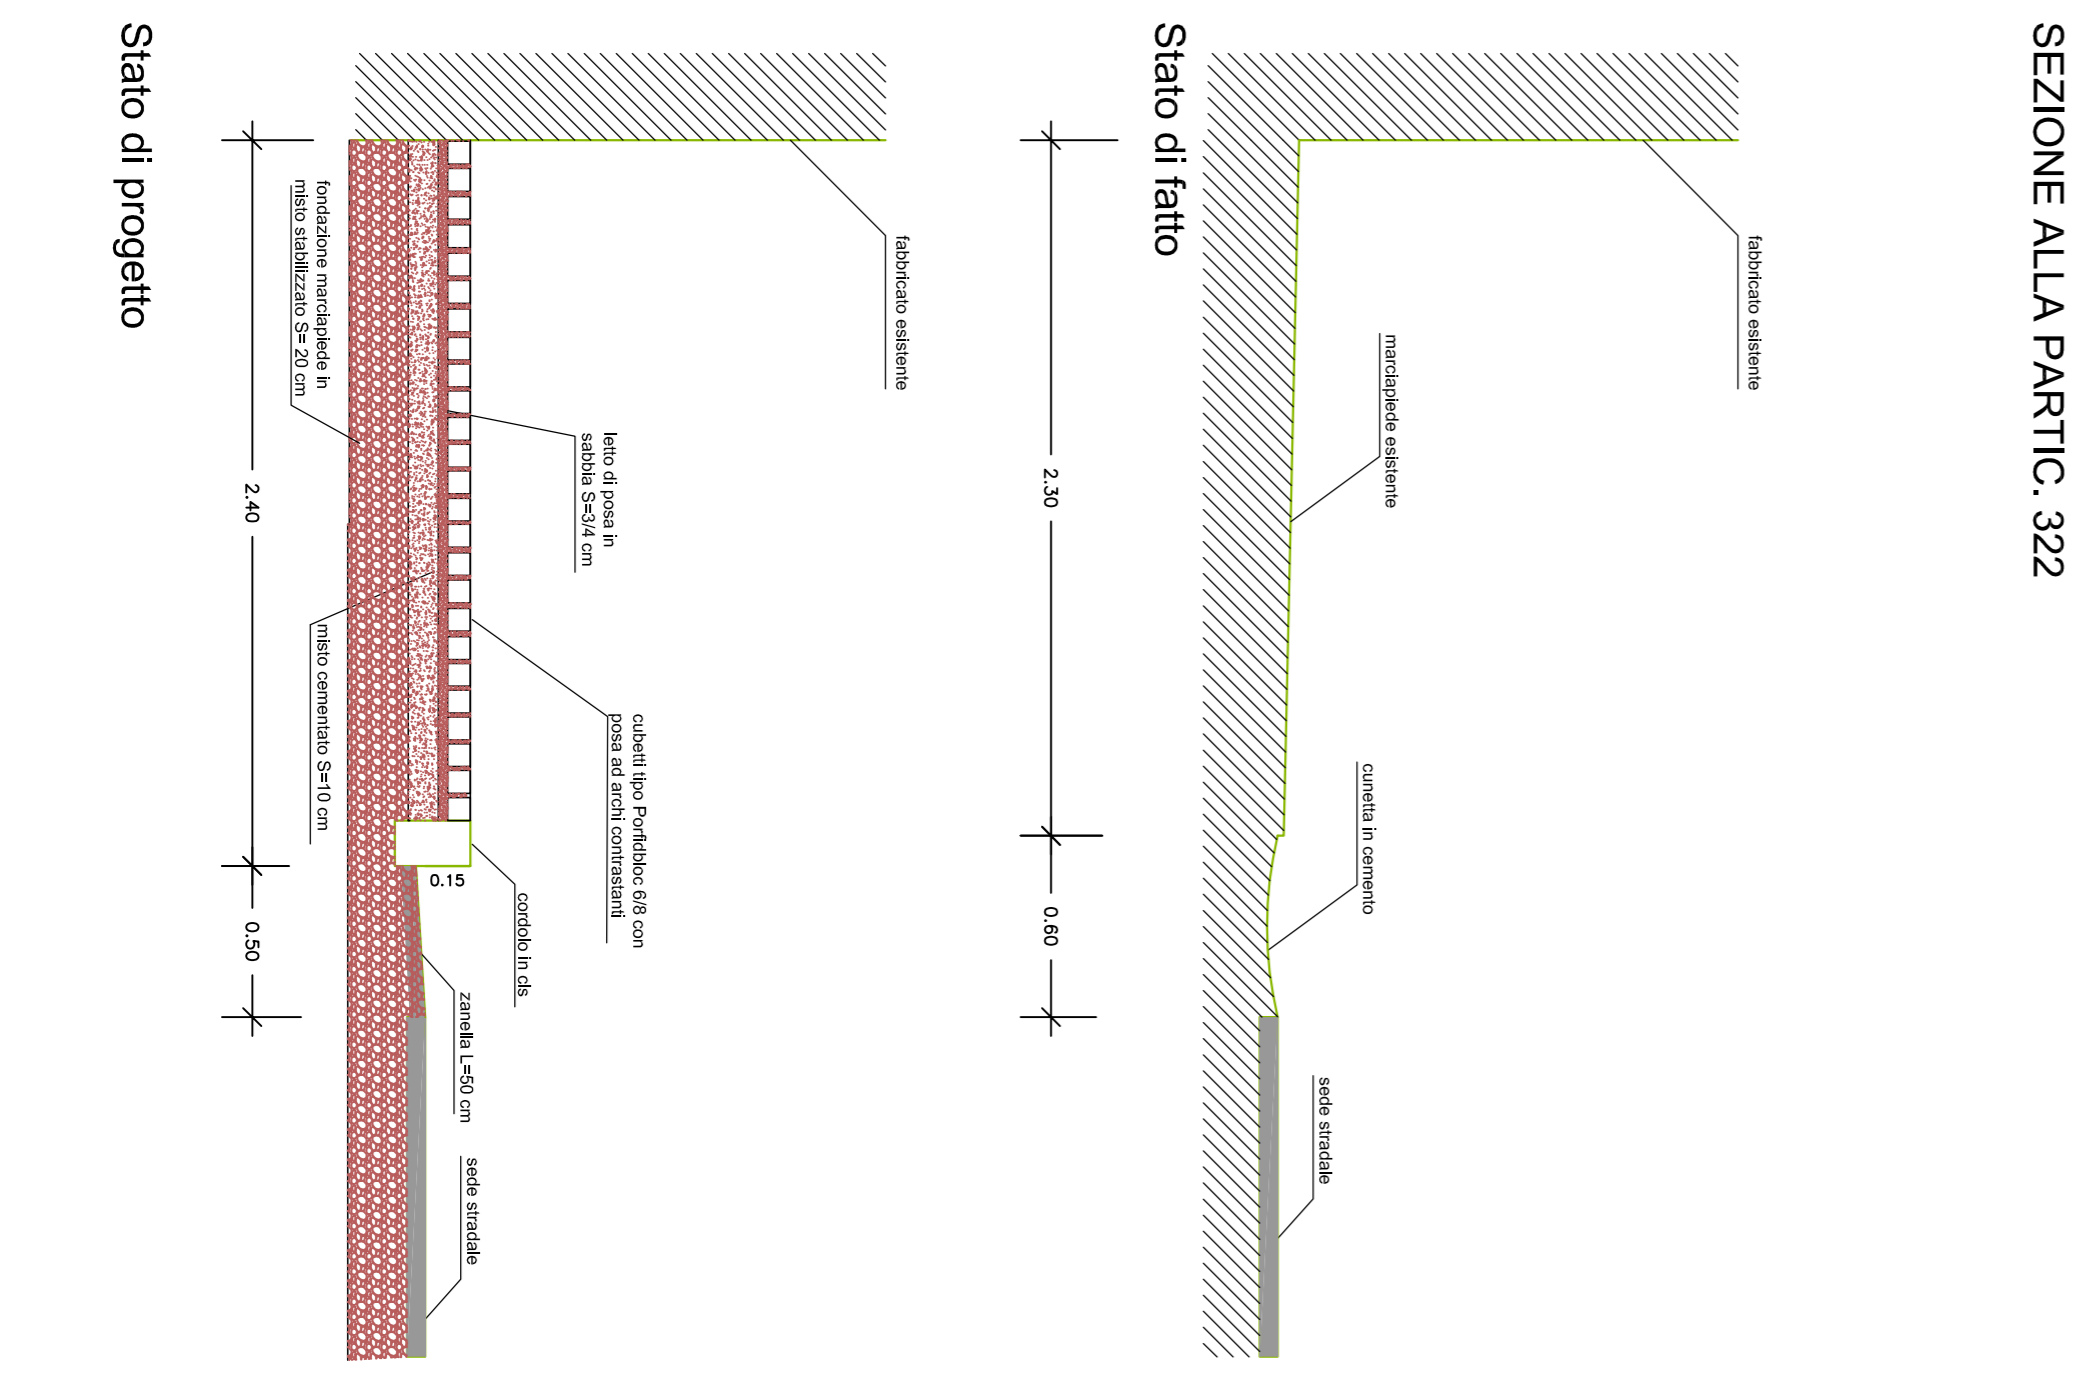 SEZIONE ALLA PARTIC. 322
fabbricato esistente
marciapiede esistente
cunetta in cemento
sede stradale
2.30
0.60
Stato di fatto
fabbricato esistente
letto di posa in
sabbia S=3/4 cm
cubetti tipo Porfidbloc 6/8 con
posa ad archi contrastanti
cordolo in cls
0.15
zanella L=50 cm
sede stradale
fondazione marciapiede in
misto stabilizzato S= 20 cm
misto cementato S=10 cm
2.40
0.50
Stato di progetto